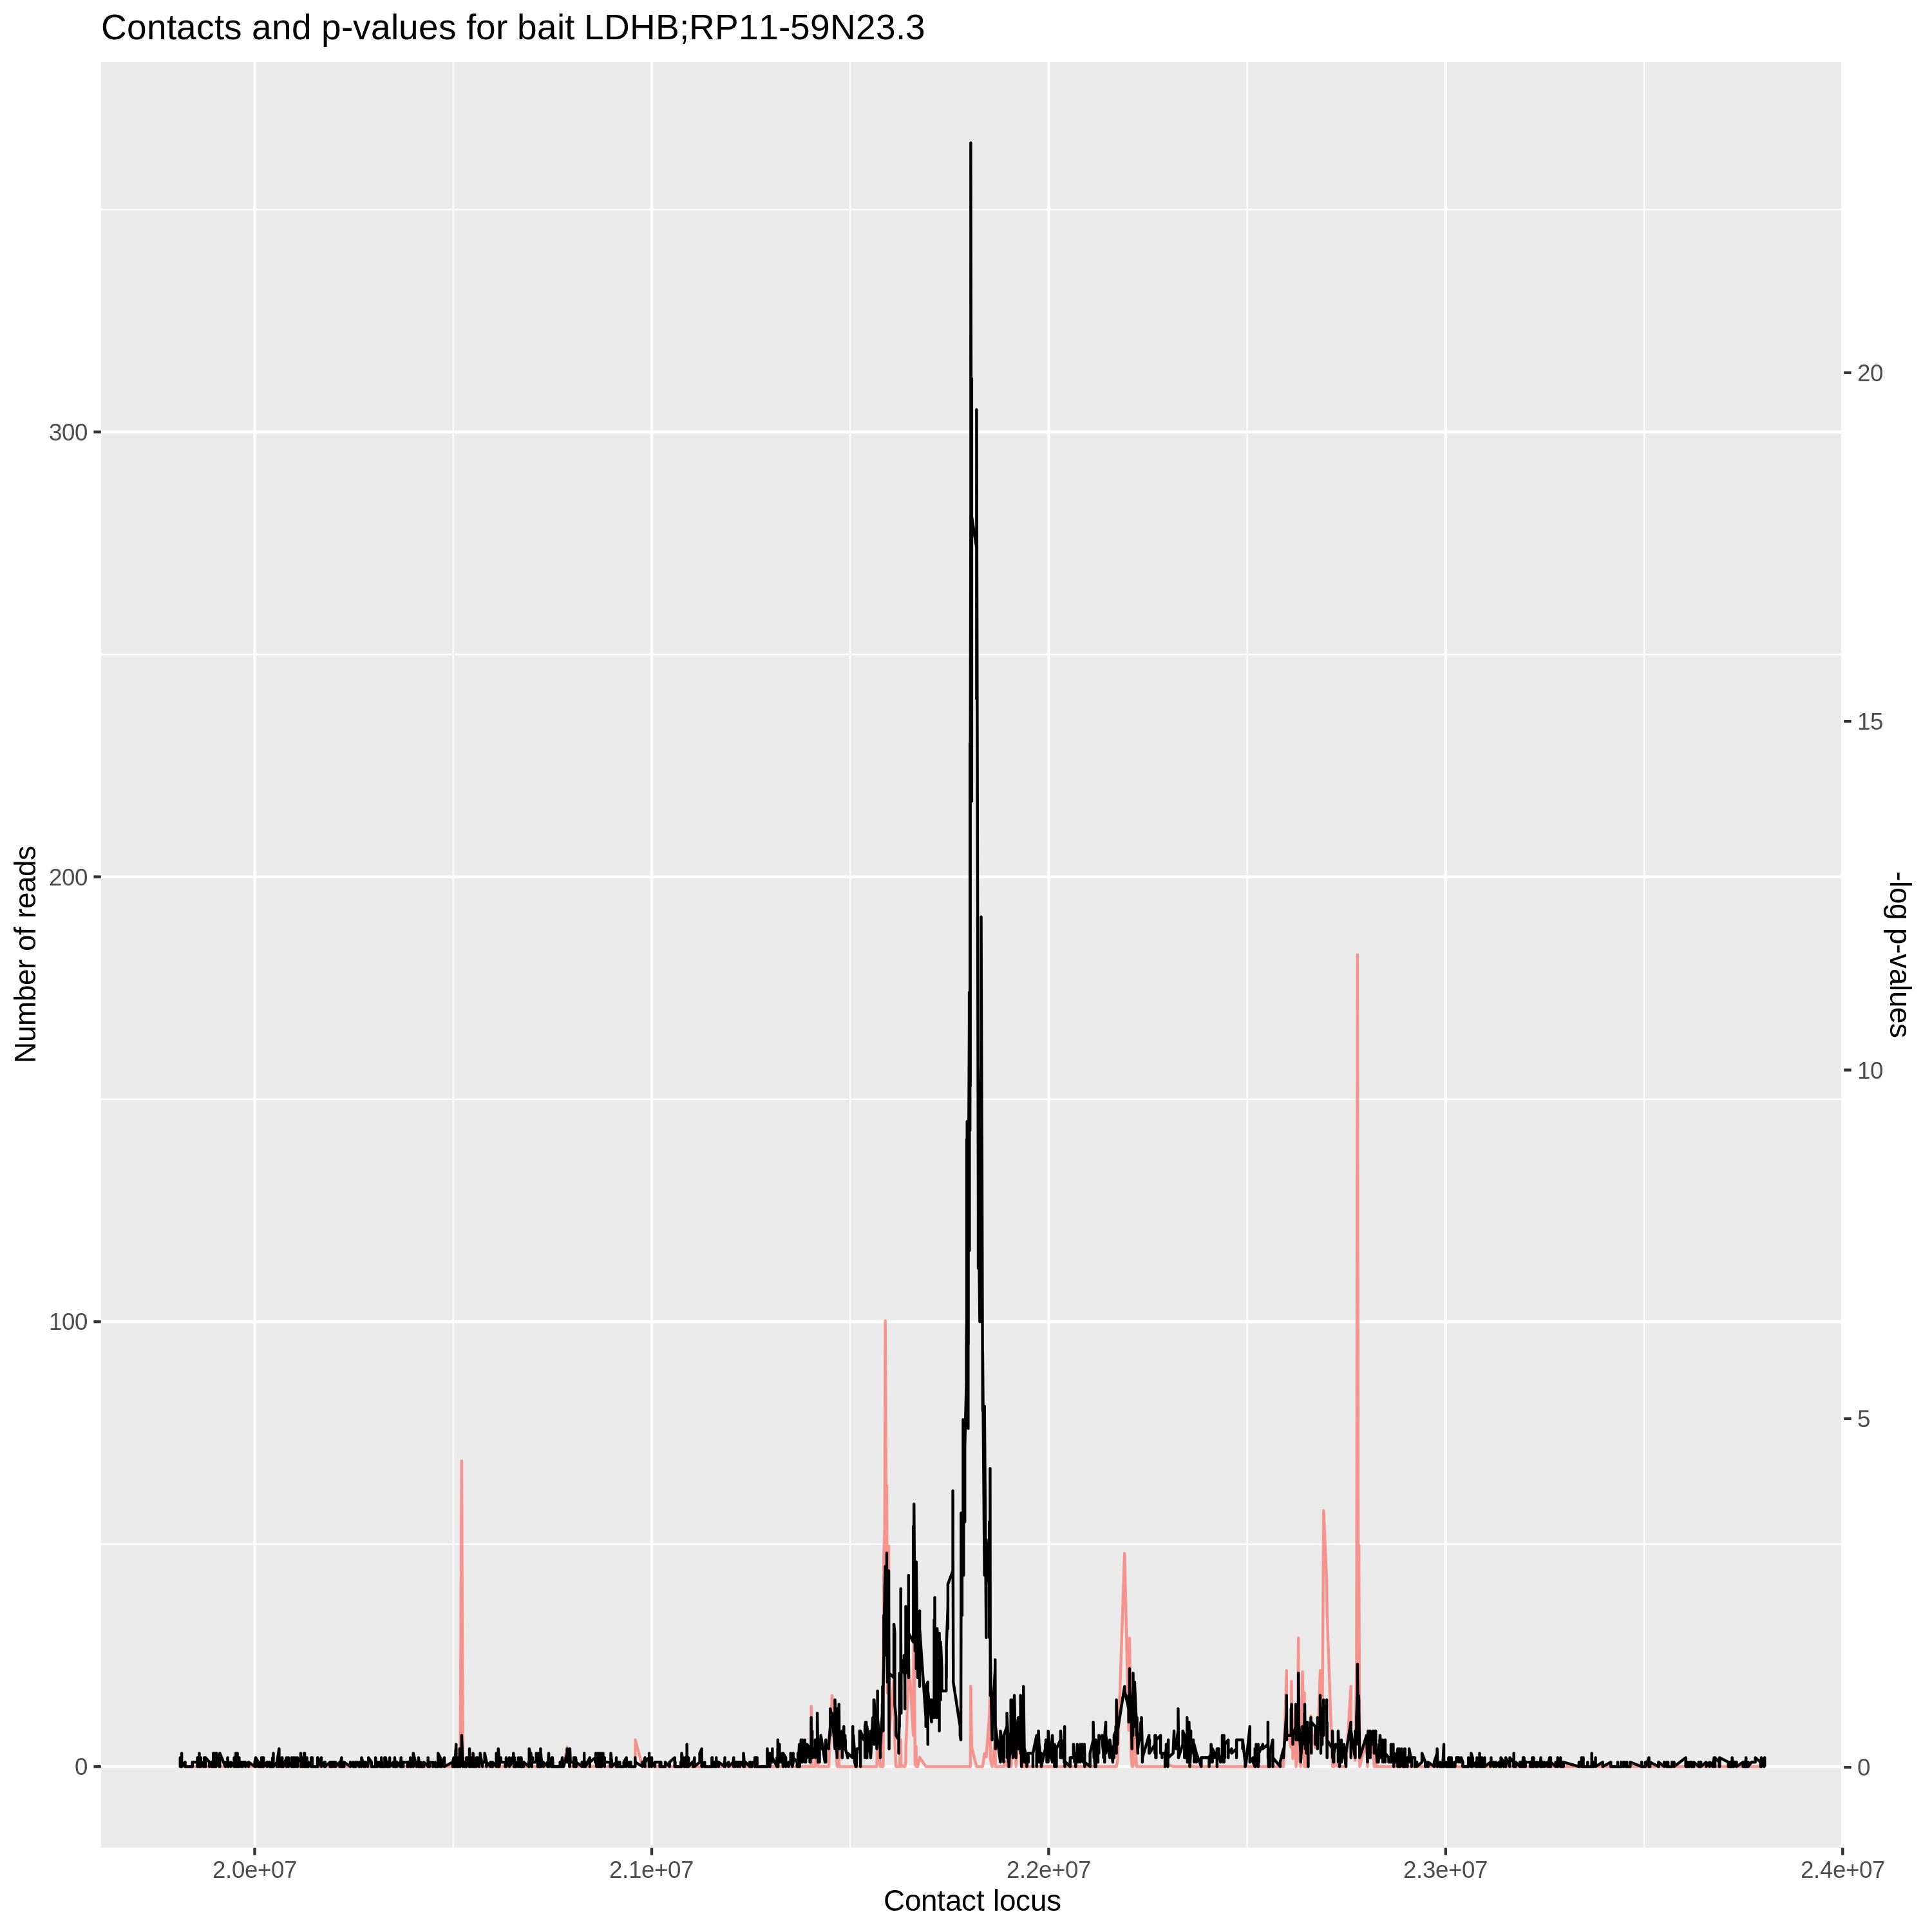 Contacts and p-values for bait LDHB;RP11-59N23.3
Number of reads
300
200
100
0
20
15
10
5
0
-log p-values
2.0e+07
2.1e+07
2.2e+07
2.3e+07
2.4e+07
Contact locus